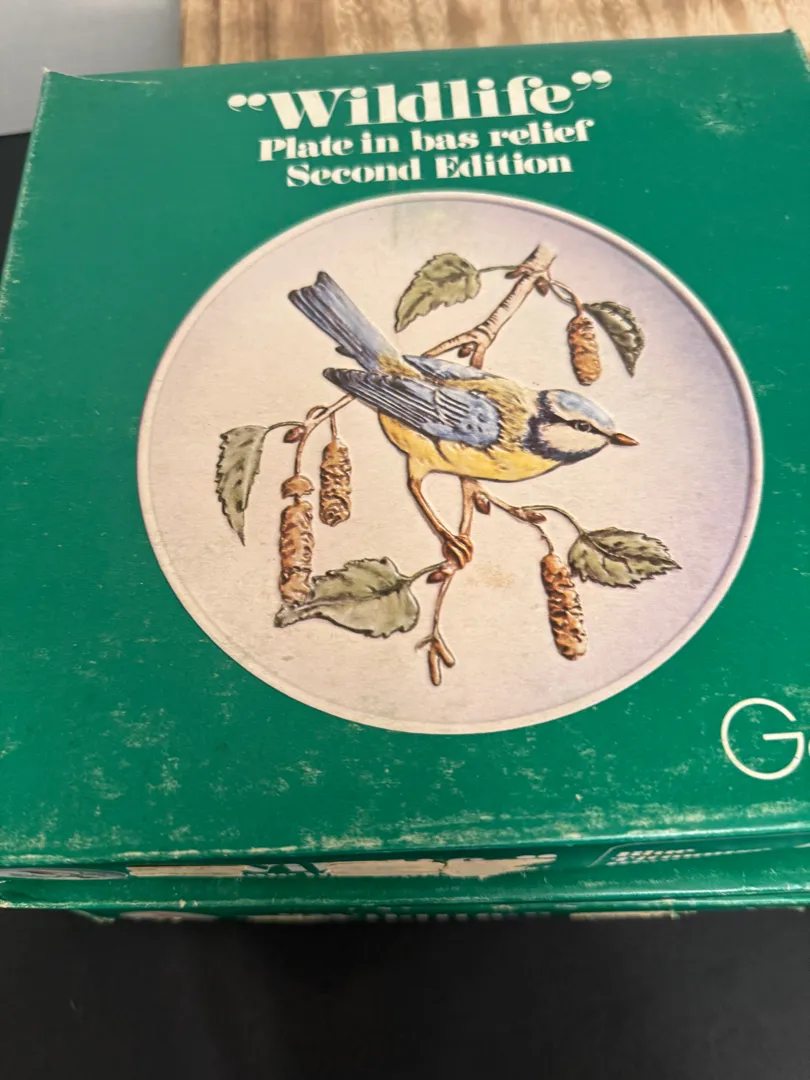 “Wildlife”
Plate in bas relief
Second Edition